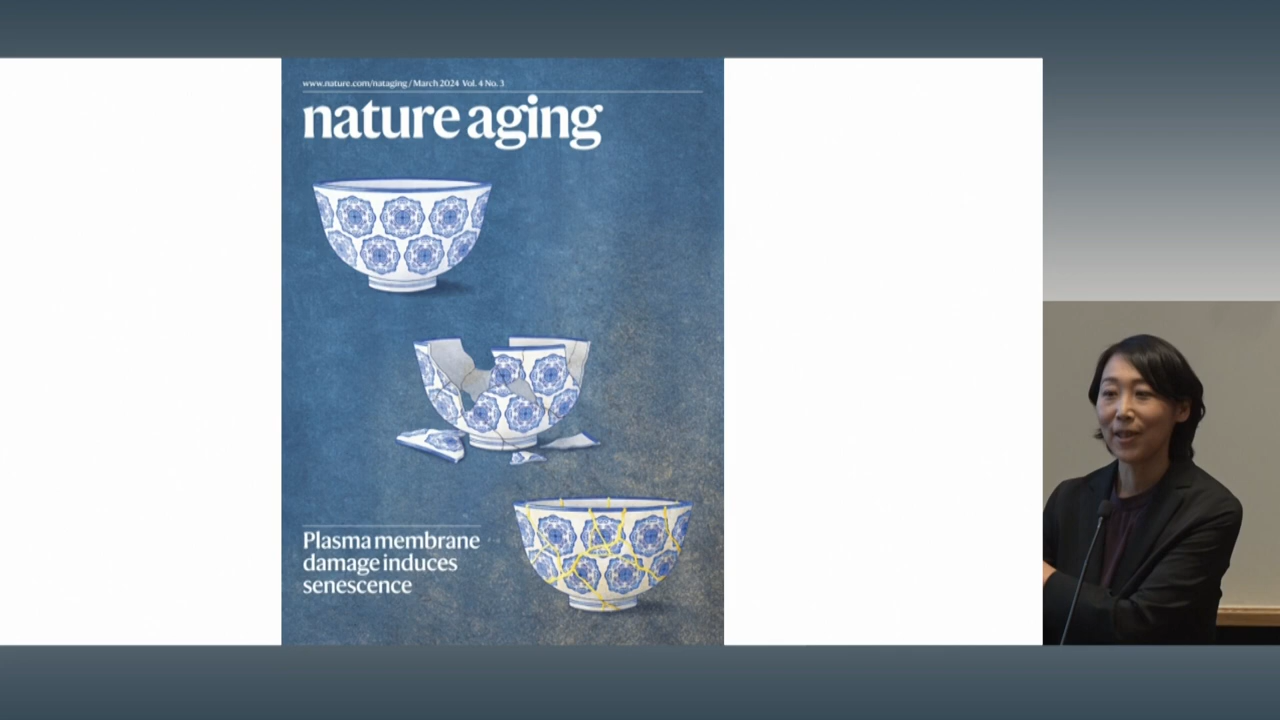 www.nature.com/nataging / March 2024 Vol. 4 No. 3
nature aging
Plasma membrane
damage induces
senescence